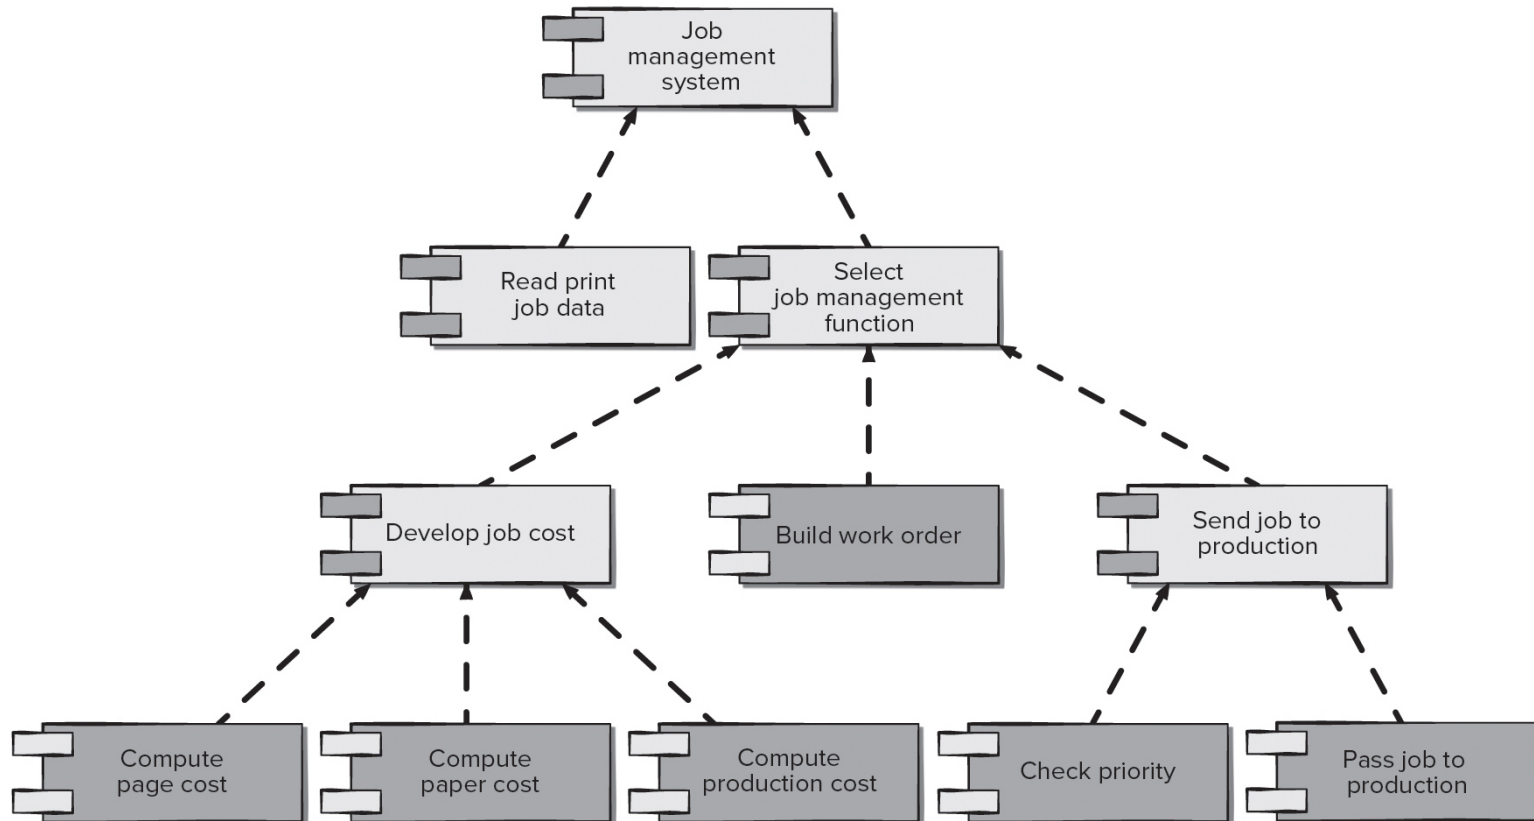 Job
management
system
Read print
job data
Select
job management
function
Develop job cost
Build work order
Send job to
production
Compute
page cost
Compute
paper cost
Compute
production cost
Check priority
Pass job to
production